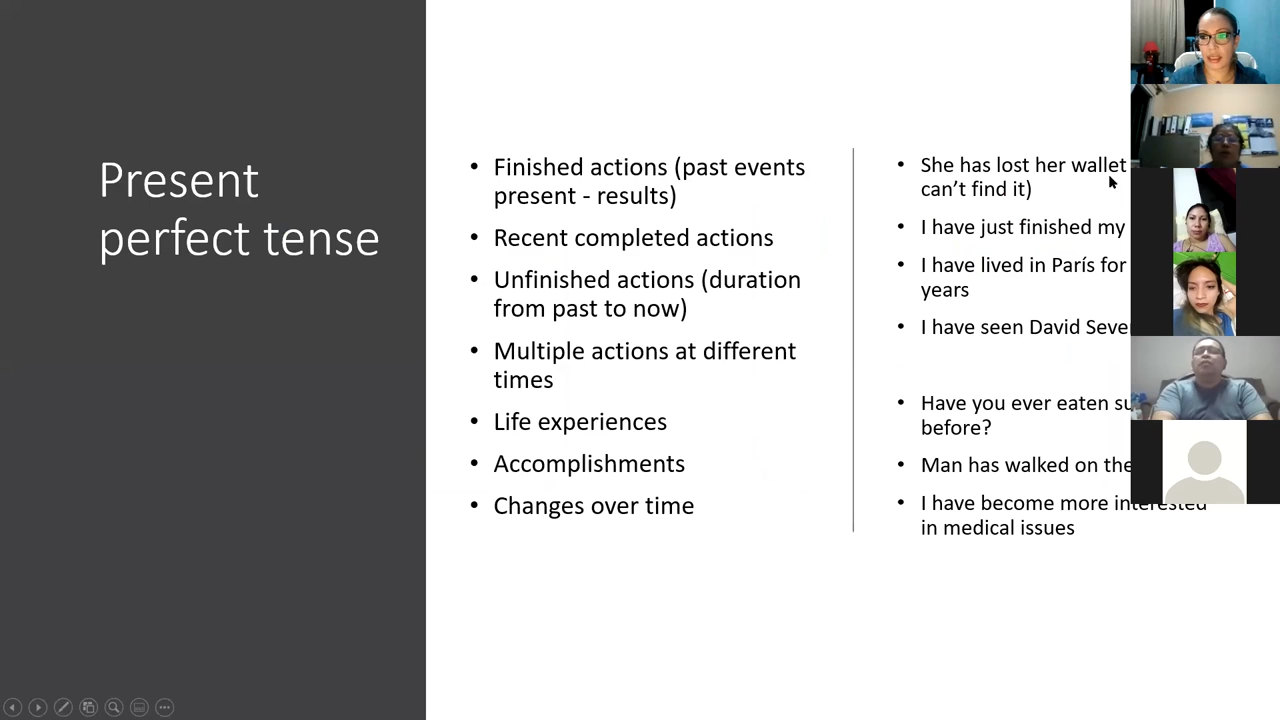 Present
perfect tense
• Finished actions (past events
present - results)
• Recent completed actions
• Unfinished actions (duration
from past to now)
• Multiple actions at different
times
• Life experiences
• Accomplishments
• Changes over time
• She has lost her wallet
can’t find it)
• I have just finished my
• I have lived in París for
years
• I have seen David
• Have you ever eaten
before?
• Man has walked on the
• I have become more interested
in medical issues